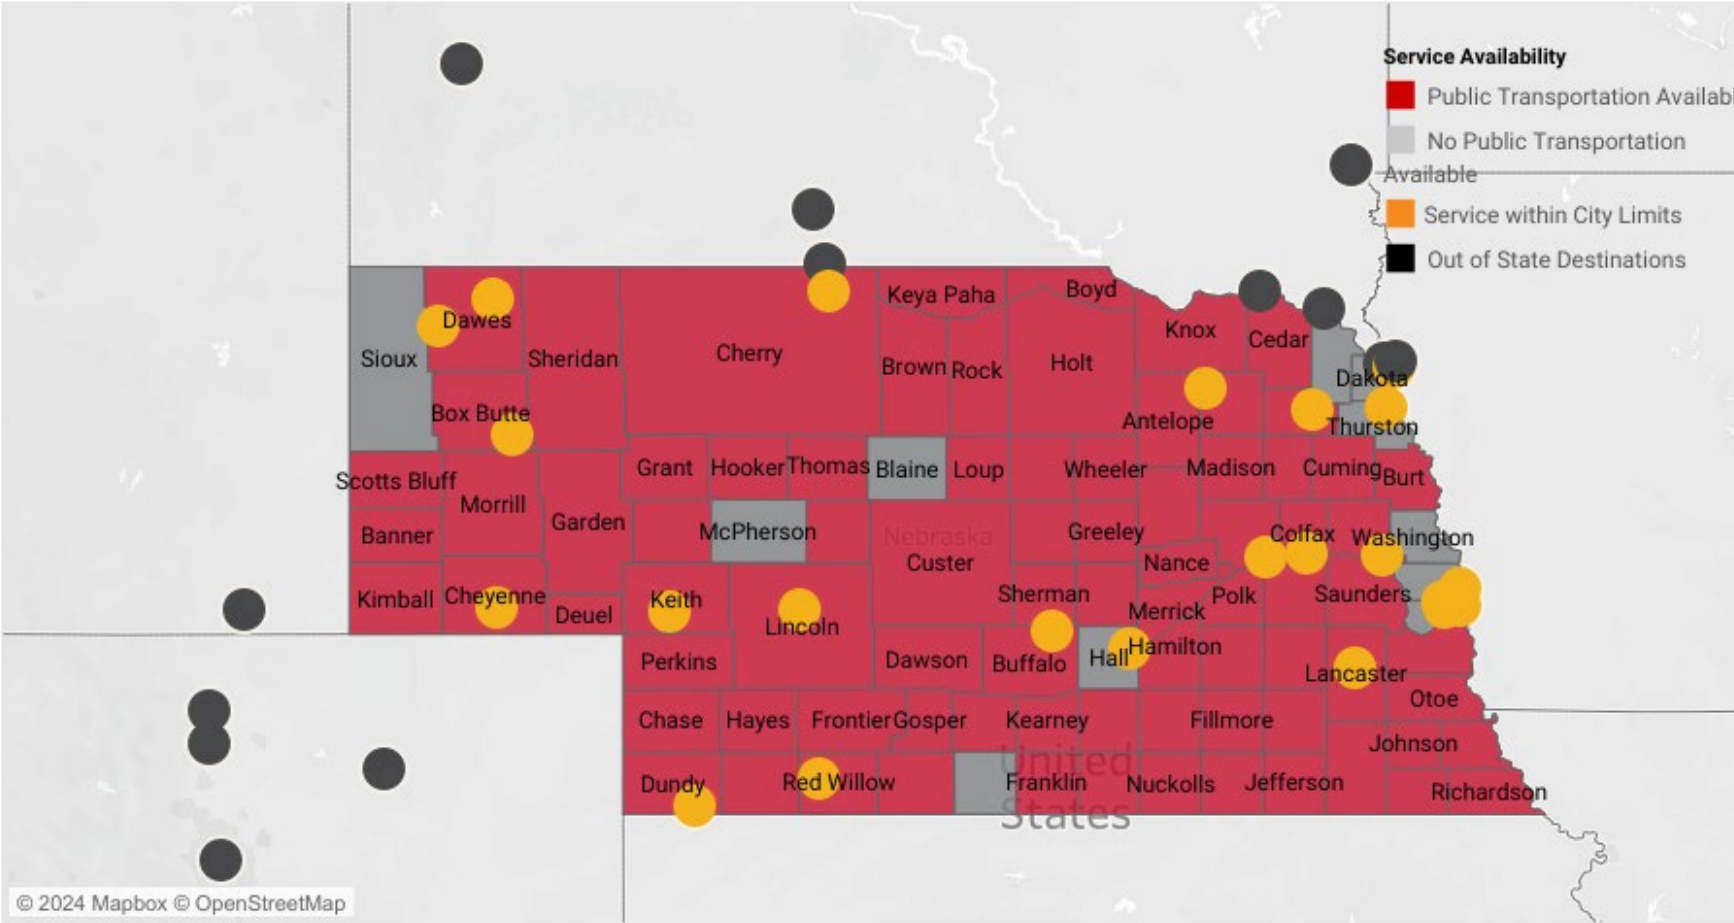 Service Availability
Public Transportation Availabl
No Public Transportation
Available
Service within City Limits
Out of State Destinations
Keya Paha
Boyd
Dawes
Knox
Cedar
Sioux
Sheridan
Cherry
Brown
Rock
Holt
Dakota
Box Butte
Antelope
Thurston
Scotts Bluff
Grant
Hooker
Thomas
Blaine
Loup
Wheeler
Madison
Cuming
Burt
Morrill
Garden
Banner
McPherson
Nebraska
Custer
Greeley
Colfax
Washington
Nance
Kimball
Cheyenne
Deuel
Keith
Lincoln
Sherman
Merrick
Polk
Saunders
Perkins
Dawson
Buffalo
Hall
Hamilton
Lancaster
Otoe
Chase
Hayes
Frontier
Gosper
Kearney
Fillmore
Johnson
United
States
Dundy
Red Willow
Franklin
Nuckolls
Jefferson
Richardson
© 2024 Mapbox © OpenStreetMap